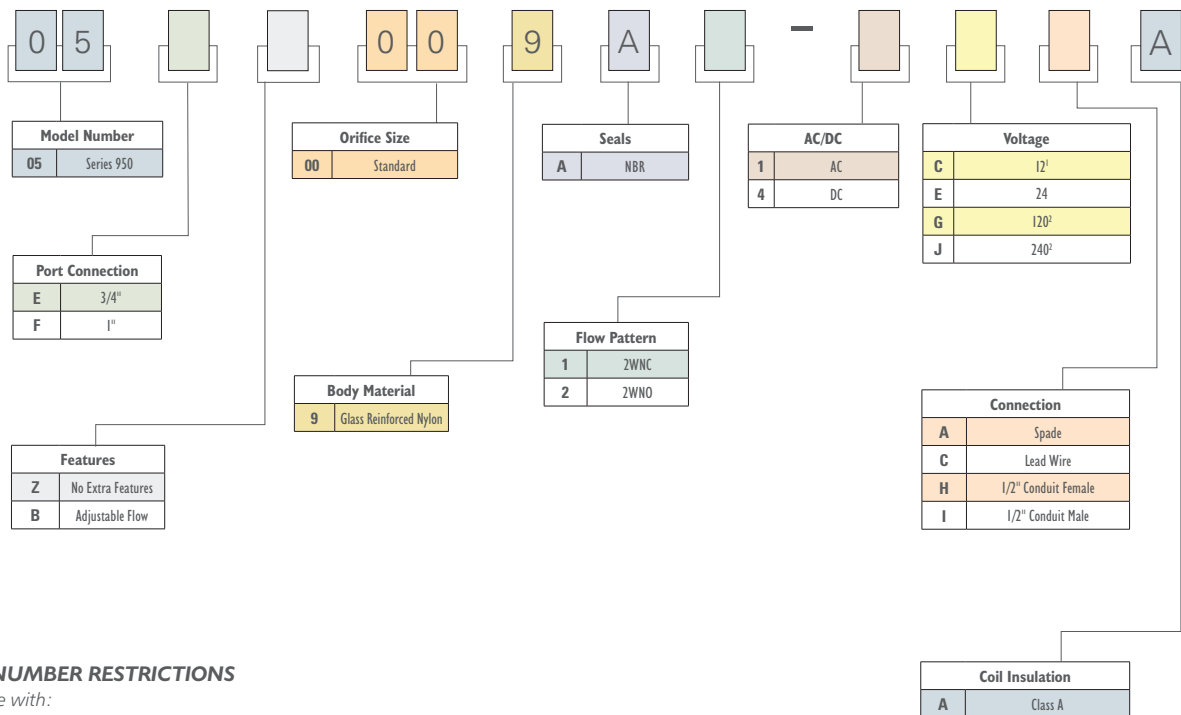 0 5 0 0 9 A – A
Model Number
05 Series 950
Orifice Size
00 Standard
Seals
A NBR
AC/DC
1 AC
4 DC
Voltage
C 12¹
E 24
G 120²
J 240²
Port Connection
E 3/4"
F 1"
Flow Pattern
1 2WNC
2 2WNO
Body Material
9 Glass Reinforced Nylon
Connection
A Spade
C Lead Wire
H 1/2" Conduit Female
I 1/2" Conduit Male
Features
Z No Extra Features
B Adjustable Flow
NUMBER RESTRICTIONS
e with:
Coil Insulation
A Class A